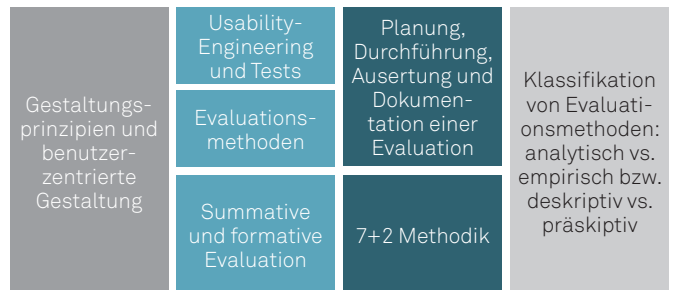 Gestaltungs-
prinzipien und
benutzer-
zentrierte
Gestaltung
Usability-
Engineering
und Tests
Evaluations-
methoden
Summative
und formative
Evaluation
Planung,
Durchführung,
Ausertung und
Dokumen-
tation einer
Evaluation
7+2 Methodik
Klassifikation
von Evaluati-
onsmethoden:
analytisch vs.
empirisch bzw.
deskriptiv vs.
präskiptiv